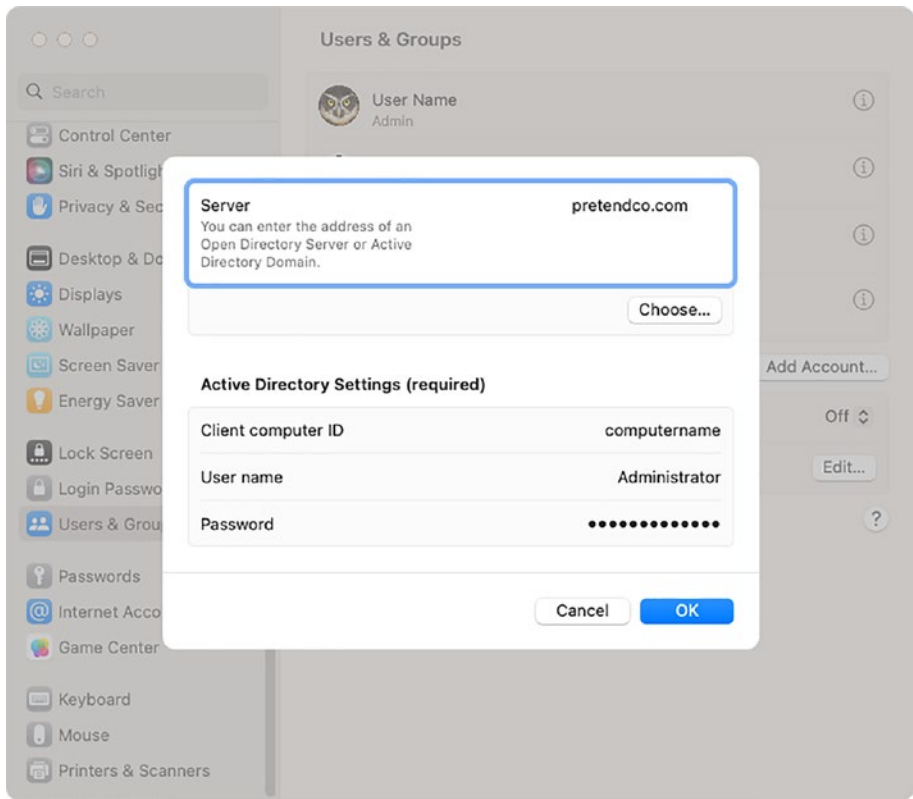 Users & Groups
Search
Control Center
Siri & Spotligh
Privacy & Sec
Desktop & Do
Displays
Wallpaper
Screen Saver
Energy Saver
Lock Screen
Login Passwo
Users & Grou
Passwords
Internet Acco
Game Center
Keyboard
Mouse
Printers & Scanners
User Name
Admin
Server pretendco.com
You can enter the address of an
Open Directory Server or Active
Directory Domain.
Choose...
Active Directory Settings (required)
Client computer ID computername
User name Administrator
Password •••••••••••••
Cancel OK
Add Account...
Off
Edit...
?